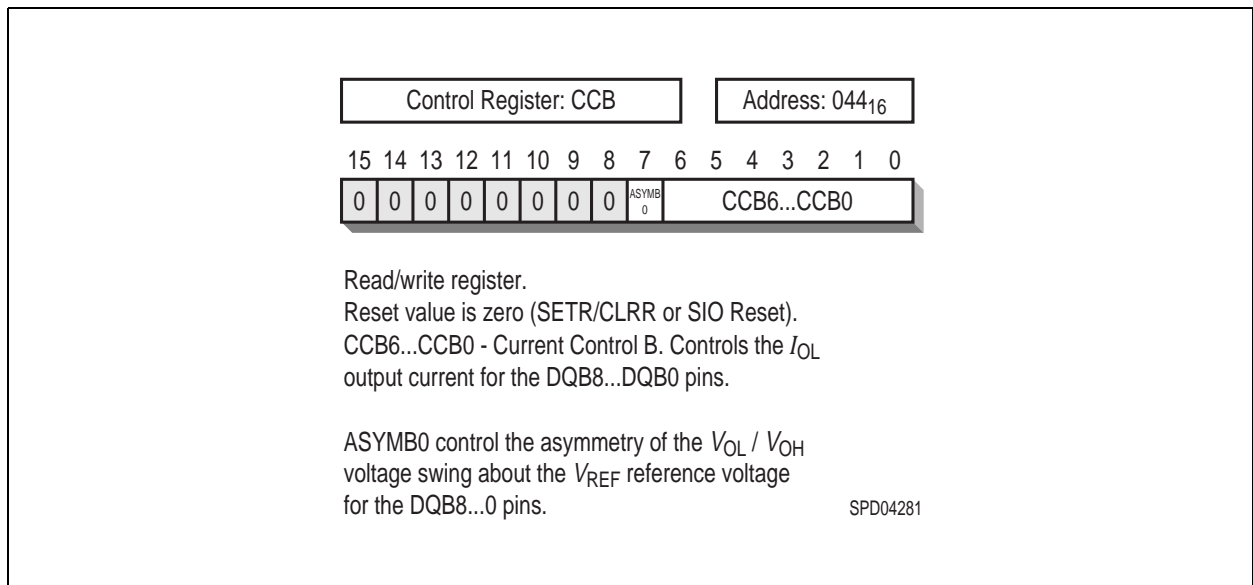 Control Register: CCB
Address: 044₁₆
15 14 13 12 11 10 9 8 7 6 5 4 3 2 1 0
0 0 0 0 0 0 0 0 ASYMB 0 CCB6...CCB0
Read/write register.
Reset value is zero (SETR/CLRR or SIO Reset).
CCB6...CCB0 - Current Control B. Controls the I_OL
output current for the DQB8...DQB0 pins.
ASYMB0 control the asymmetry of the V_OL / V_OH
voltage swing about the V_REF reference voltage
for the DQB8...0 pins.
SPD04281